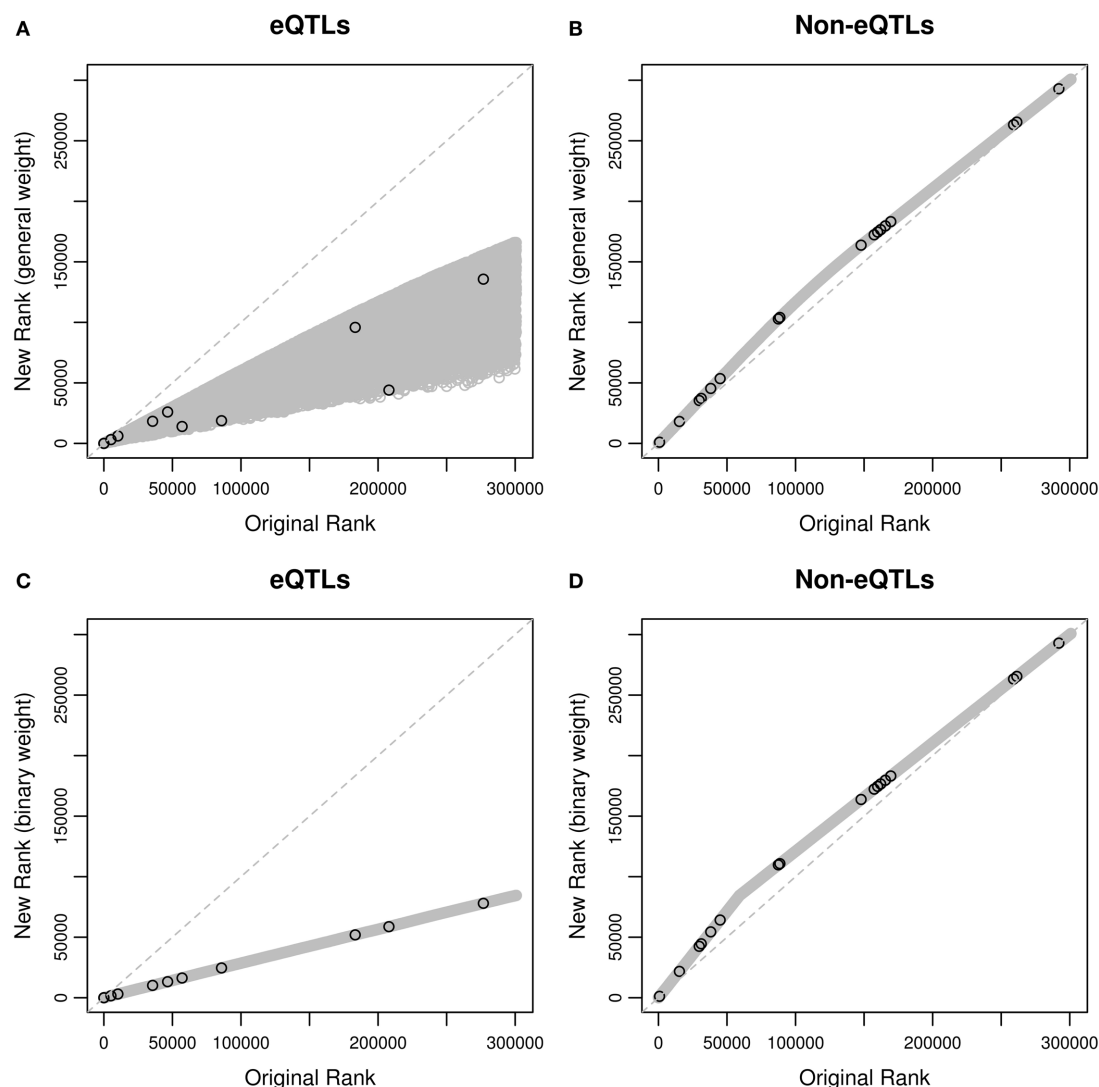 A
eQTLs
New Rank (general weight)
250000
150000
50000
0
0 50000 100000 200000 300000
Original Rank
B
Non-eQTLs
New Rank (general weight)
250000
150000
50000
0
0 50000 100000 200000 300000
Original Rank
C
eQTLs
New Rank (binary weight)
250000
150000
50000
0
0 50000 100000 200000 300000
Original Rank
D
Non-eQTLs
New Rank (binary weight)
250000
150000
50000
0
0 50000 100000 200000 300000
Original Rank